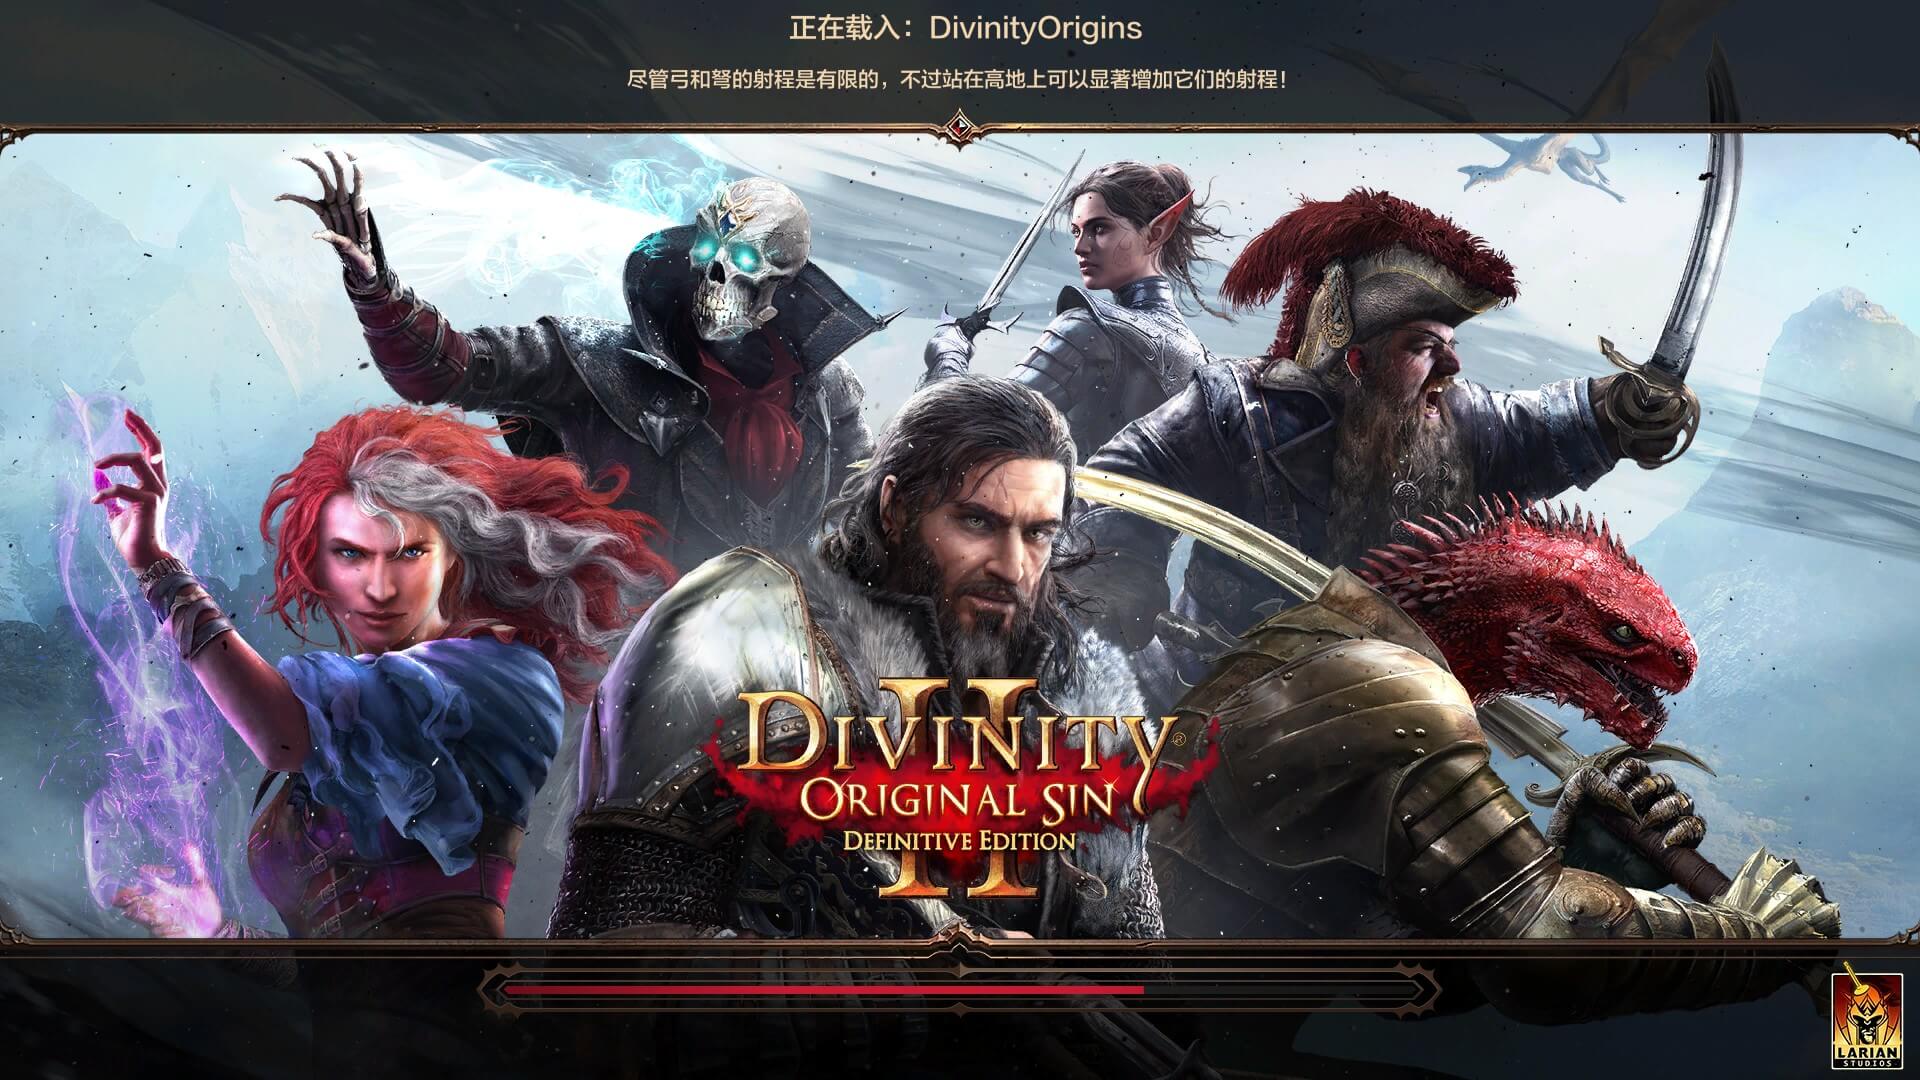 正在载入：DivinityOrigins
尽管弓和弩的射程是有限的，不过站在高地上可以显著增加它们的射程！
DIVINITY®
II
ORIGINAL SIN
DEFINITIVE EDITION
LARIAN
STUDIOS